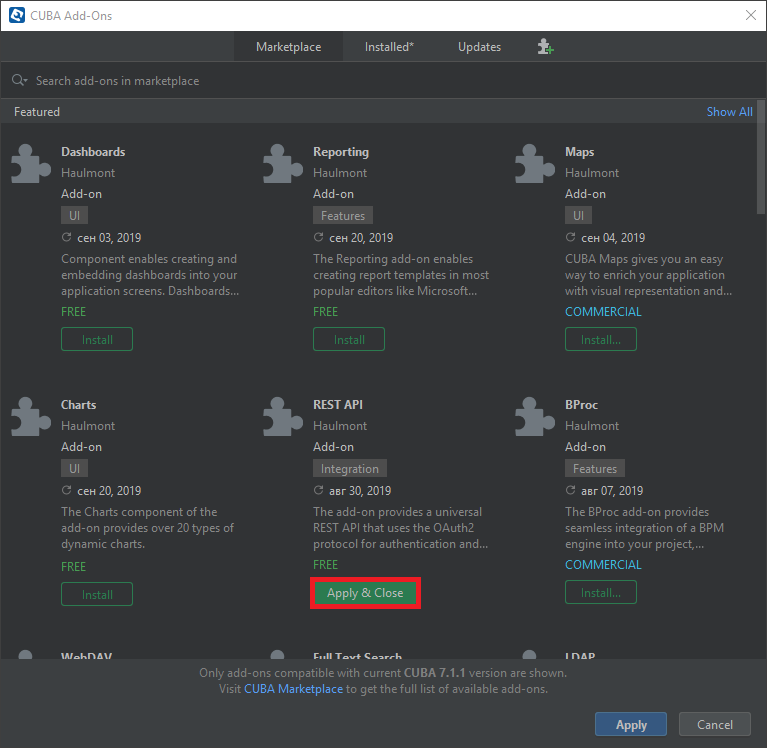 CUBA Add-Ons
Marketplace Installed* Updates
Search add-ons in marketplace
Featured Show All
Dashboards
Haulmont
Add-on
UI
сен 03, 2019
Component enables creating and
embedding dashboards into your
application screens. Dashboards...
FREE
Install
Reporting
Haulmont
Add-on
Features
сен 20, 2019
The Reporting add-on enables
creating report templates in most
popular editors like Microsoft...
FREE
Install
Maps
Haulmont
Add-on
UI
сен 04, 2019
CUBA Maps gives you an easy
way to enrich your application
with visual representation and...
COMMERCIAL
Install...
Charts
Haulmont
Add-on
UI
сен 20, 2019
The Charts component of the
add-on provides over 20 types of
dynamic charts.
FREE
Install
REST API
Haulmont
Add-on
Integration
авг 30, 2019
The add-on provides a universal
REST API that uses the OAuth2
protocol for authentication and...
FREE
Apply & Close
BProc
Haulmont
Add-on
Features
авг 07, 2019
The BProc add-on provides
seamless integration of a BPM
engine into your project,...
COMMERCIAL
Install...
WebDAV
Full Text Search
LDAP
Only add-ons compatible with current CUBA 7.1.1 version are shown.
Visit CUBA Marketplace to get the full list of available add-ons.
Apply Cancel